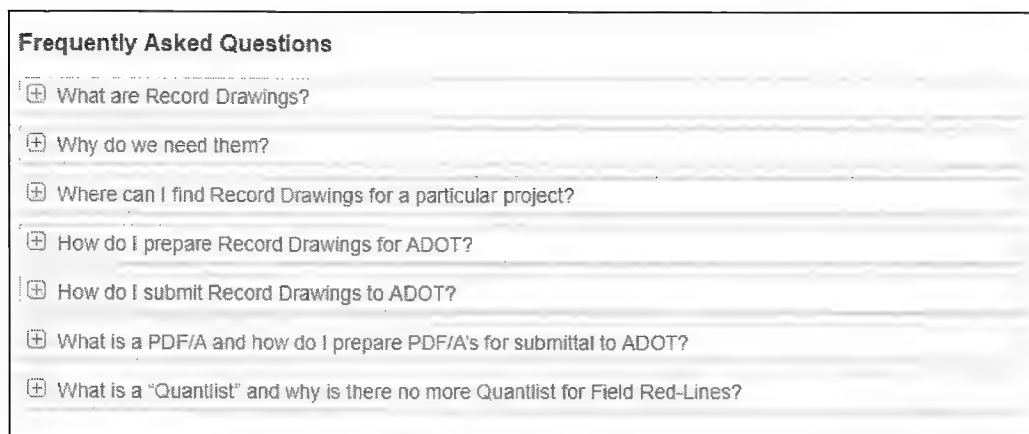 Frequently Asked Questions
What are Record Drawings?
Why do we need them?
Where can I find Record Drawings for a particular project?
How do I prepare Record Drawings for ADOT?
How do I submit Record Drawings to ADOT?
What is a PDF/A and how do I prepare PDF/A's for submittal to ADOT?
What is a "Quantlist" and why is there no more Quantlist for Field Red-Lines?